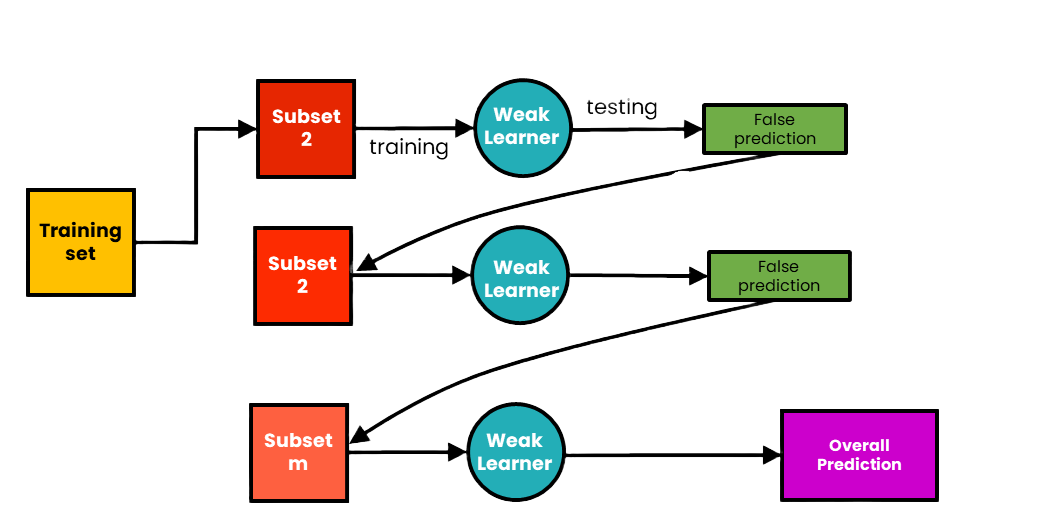 Subset
2
training
Weak
Learner
testing
False
prediction
Training
set
Subset
2
Weak
Learner
False
prediction
Subset
m
Weak
Learner
Overall
Prediction